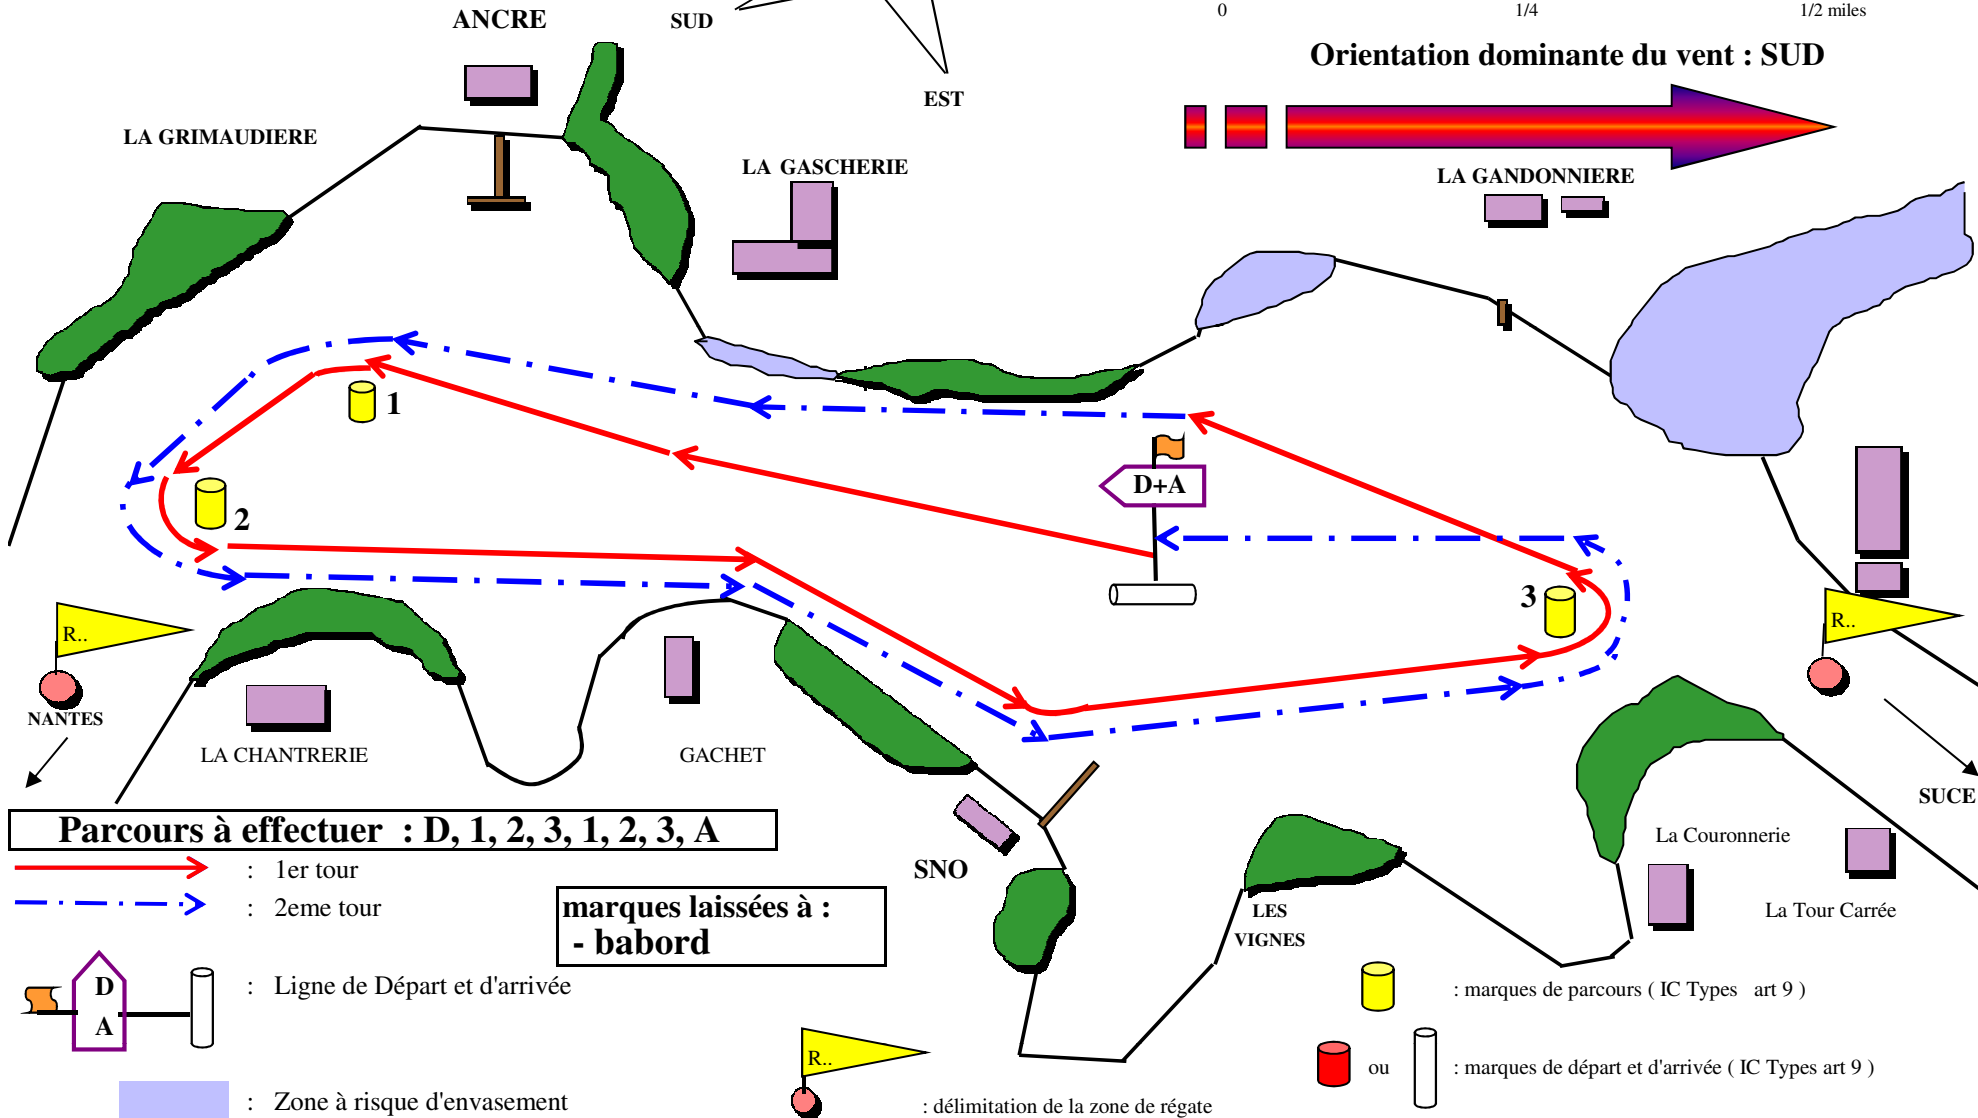 ANCRE
SUD
0 1/4 1/2 miles
Orientation dominante du vent : SUD
EST
LA GRIMAUDIERE
LA GASCHERIE
LA GANDONNIERE
1
D+A
2
3
R..
R..
NANTES
LA CHANTRERIE
GACHET
SUCE
Parcours à effectuer : D, 1, 2, 3, 1, 2, 3, A
La Couronnerie
: 1er tour
SNO
: 2eme tour
marques laissées à :
- babord
LES
VIGNES
La Tour Carrée
D
A
: Ligne de Départ et d'arrivée
: marques de parcours ( IC Types art 9 )
R..
ou : marques de départ et d'arrivée ( IC Types art 9 )
: Zone à risque d'envasement
: délimitation de la zone de régate